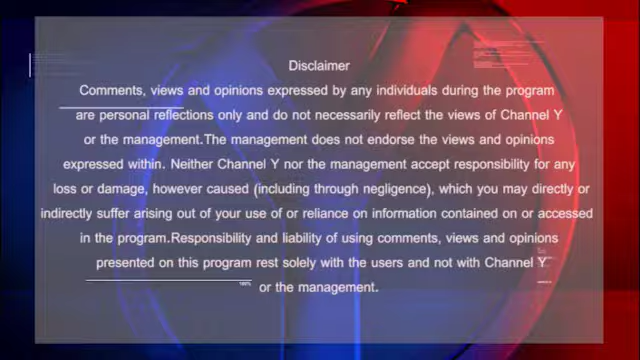 Disclaimer
Comments, views and opinions expressed by any individuals during the program
are personal reflections only and do not necessarily reflect the views of Channel Y
or the management.The management does not endorse the views and opinions
expressed within. Neither Channel Y nor the management accept responsibility for any
loss or damage, however caused (including through negligence), which you may directly or
indirectly suffer arising out of your use of or reliance on information contained on or accessed
in the program.Responsibility and liability of using comments, views and opinions
presented on this program rest solely with the users and not with Channel Y
100%
or the management.